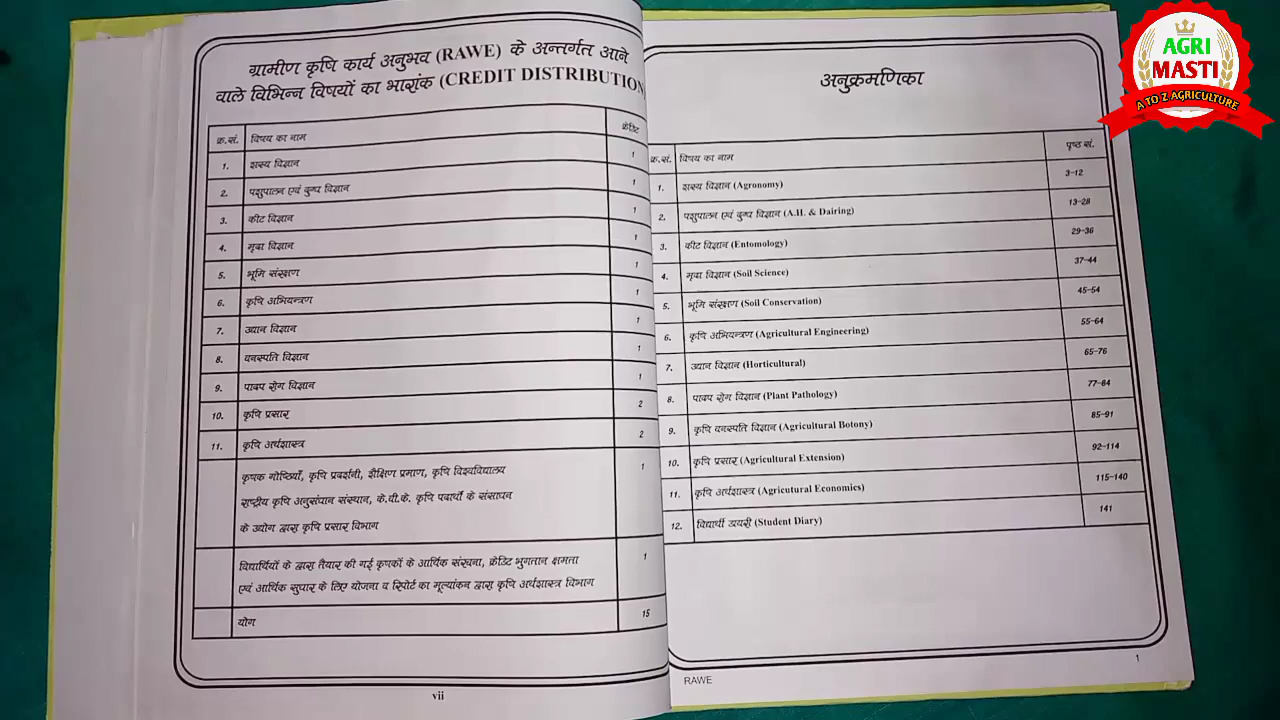 ग्रामीण कृषि कार्य अनुभव (RAWE) के अन्तर्गत आने
वाले विभिन्न विषयों का भारांक (CREDIT DISTRIBUTION
क्र.सं. विषय का नाम क्रेडिट
1. शस्य विज्ञान 1
2. पशुपालन एवं दुग्ध विज्ञान 1
3. कीट विज्ञान 1
4. मृदा विज्ञान 1
5. भूमि संरक्षण 1
6. कृषि अभियन्त्रण 1
7. उद्यान विज्ञान 1
8. वनस्पति विज्ञान 1
9. पादप रोग विज्ञान 1
10. कृषि प्रसार 2
11. कृषि अर्थशास्त्र 2
कृषक गोष्ठियाँ, कृषि प्रदर्शनी, शैक्षिण प्रमाण, कृषि विश्वविद्यालय 1
राष्ट्रीय कृषि अनुसंधान संस्थान, के.वी.के. कृषि पदार्थों के संसाधन
के उद्योग द्वारा कृषि प्रसार विभाग
विद्यार्थियों के द्वारा तैयार की गई कृषकों के आर्थिक संरचना, क्रेडिट भुगतान क्षमता 1
एवं आर्थिक सुधार के लिए योजना व रिपोर्ट का मूल्यांकन द्वारा कृषि अर्थशास्त्र विभाग
योग 15
vii
अनुक्रमणिका
क्र.सं. विषय का नाम पृष्ठ सं.
1. शस्य विज्ञान (Agronomy) 3-12
2. पशुपालन एवं दुग्ध विज्ञान (A.H. & Dairing) 13-28
3. कीट विज्ञान (Entomology) 29-36
4. मृदा विज्ञान (Soil Science) 37-44
5. भूमि संरक्षण (Soil Conservation) 45-54
6. कृषि अभियन्त्रण (Agricultural Engineering) 55-64
7. उद्यान विज्ञान (Horticultural) 65-76
8. पादप रोग विज्ञान (Plant Pathology) 77-84
9. कृषि वनस्पति विज्ञान (Agricultural Botony) 85-91
10. कृषि प्रसार (Agricultural Extension) 92-114
11. कृषि अर्थशास्त्र (Agricutural Economics) 115-140
12. विद्यार्थी डायरी (Student Diary) 141
RAWE 1
AGRI
MASTI
A TO Z AGRICULTURE